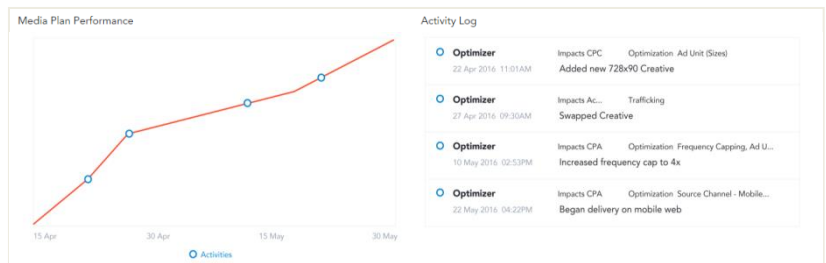 Media Plan Performance
15 Apr 30 Apr 15 May 30 May
Activities
Activity Log
Optimizer Impacts CPC Optimization Ad Unit (Sizes)
22 Apr 2016 11:01AM Added new 728x90 Creative
Optimizer Impacts Ac... Trafficking
27 Apr 2016 09:30AM Swapped Creative
Optimizer Impacts CPA Optimization Frequency Capping, Ad U...
10 May 2016 02:53PM Increased frequency cap to 4x
Optimizer Impacts CPA Optimization Source Channel - Mobile...
22 May 2016 04:22PM Began delivery on mobile web